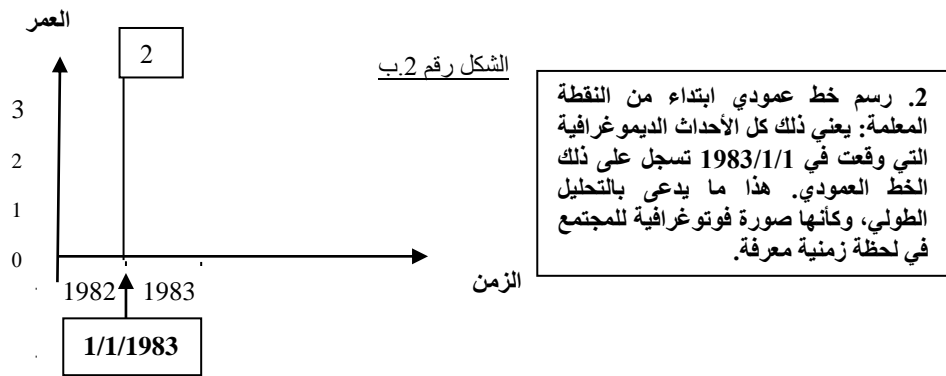 العمر
2
الشكل رقم 2.ب
3
2
1
0
1982
1983
الزمن
1/1/1983
2. رسم خط عمودي ابتداء من النقطة
المعلمة: يعني ذلك كل الأحداث الديموغرافية
التي وقعت في 1983/1/1 تسجل على ذلك
الخط العمودي. هذا ما يدعى بالتحليل
الطولي، وكأنها صورة فوتوغرافية للمجتمع
في لحظة زمنية معرفة.